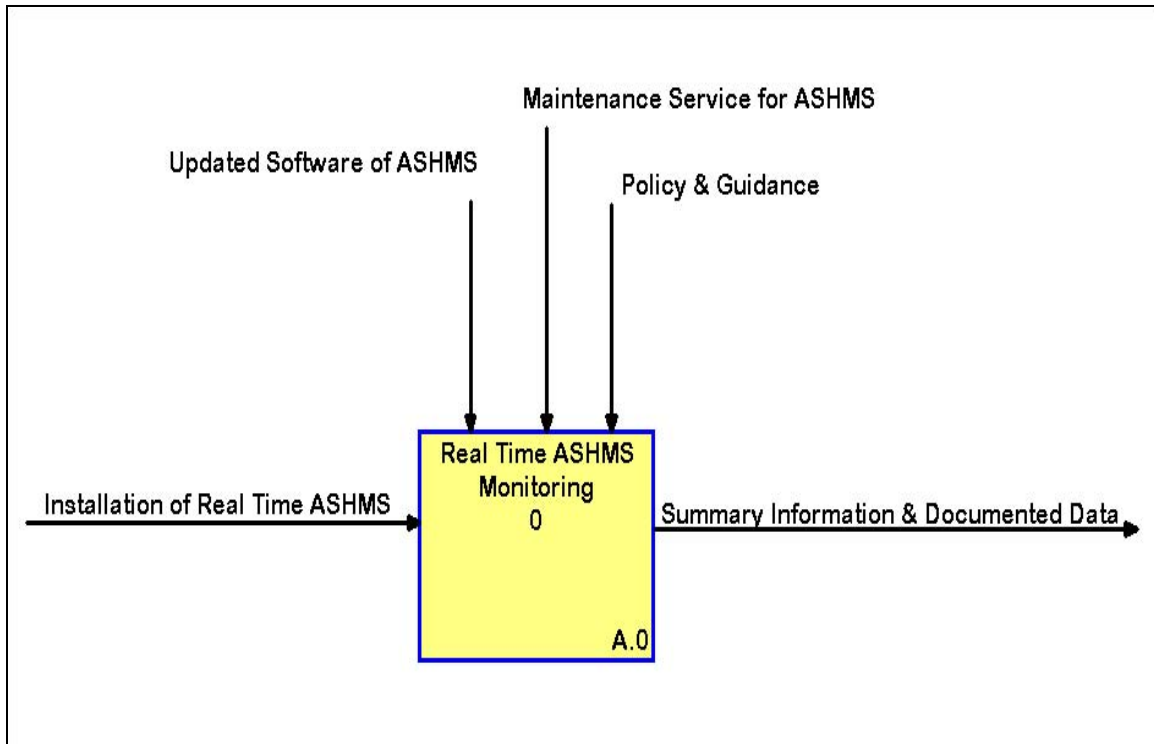 Maintenance Service for ASHMS
Updated Software of ASHMS
Policy & Guidance
Real Time ASHMS
Monitoring
0
Installation of Real Time ASHMS
Summary Information & Documented Data
A.0